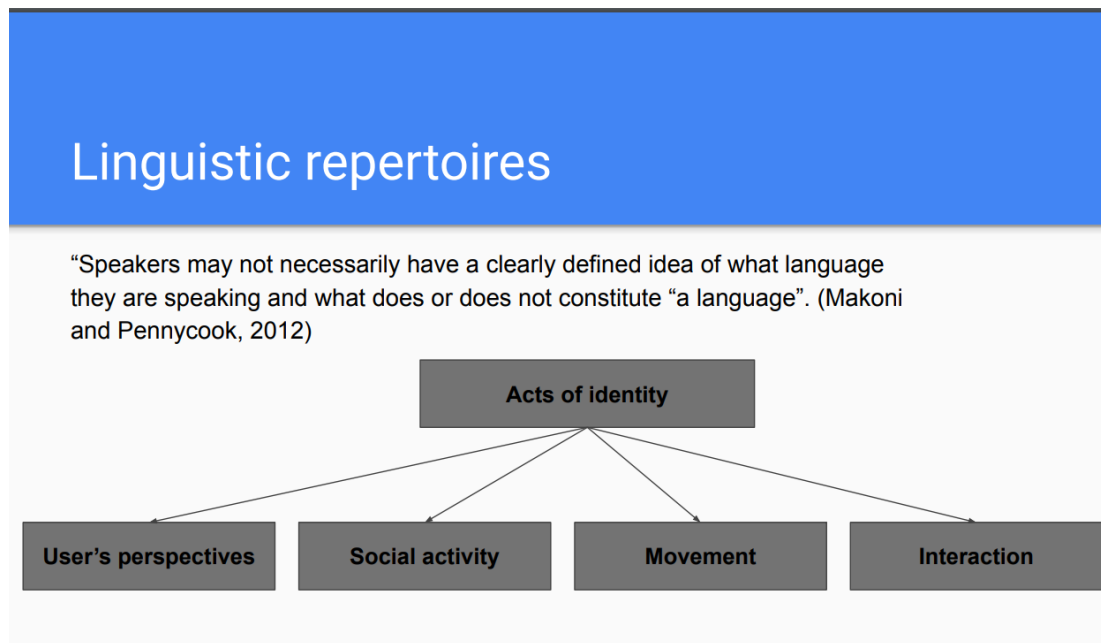 Linguistic repertoires
“Speakers may not necessarily have a clearly defined idea of what language
they are speaking and what does or does not constitute “a language”. (Makoni
and Pennycook, 2012)
Acts of identity
User’s perspectives
Social activity
Movement
Interaction